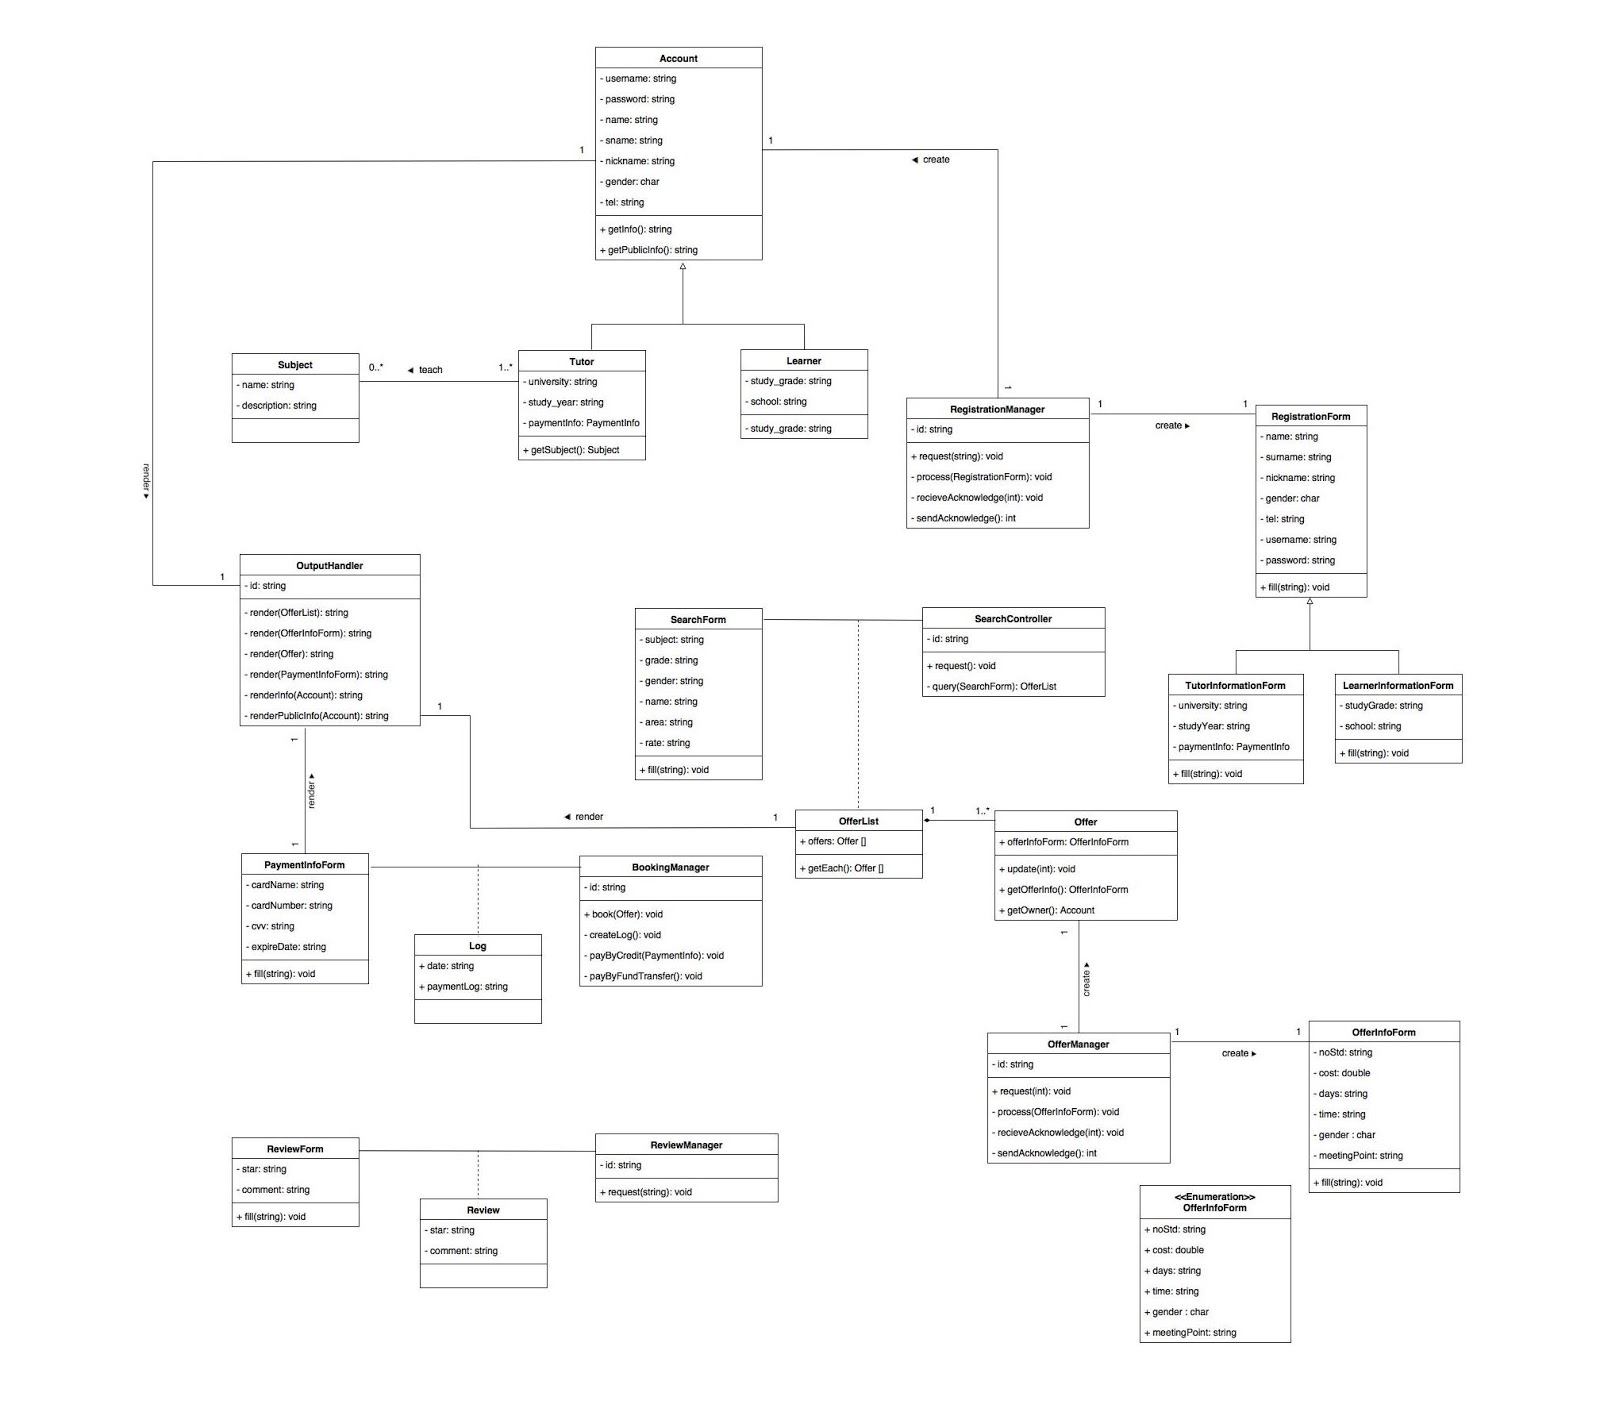 Account
- username: string
- password: string
- name: string
- sname: string
- nickname: string
- gender: char
- tel: string
+ getInfo(): string
+ getPublicInfo(): string
1
1
◄ create
1
render ►
1
Subject
- name: string
- description: string
0..*
◄ teach
1..*
Tutor
- university: string
- study_year: string
- paymentInfo: PaymentInfo
+ getSubject(): Subject
Learner
- study_grade: string
- school: string
- study_grade: string
RegistrationManager
- id: string
+ request(string): void
- process(RegistrationForm): void
- recieveAcknowledge(int): void
- sendAcknowledge(): int
1
1
create ►
RegistrationForm
- name: string
- surname: string
- nickname: string
- gender: char
- tel: string
- username: string
- password: string
+ fill(string): void
TutorInformationForm
- university: string
- studyYear: string
- paymentInfo: PaymentInfo
+ fill(string): void
LearnerInformationForm
- studyGrade: string
- school: string
+ fill(string): void
OutputHandler
- id: string
- render(OfferList): string
- render(OfferInfoForm): string
- render(Offer): string
- render(PaymentInfoForm): string
- renderInfo(Account): string
- renderPublicInfo(Account): string
1
1
render ►
1
◄ render
1
SearchForm
- subject: string
- grade: string
- gender: string
- name: string
- area: string
- rate: string
+ fill(string): void
SearchController
- id: string
+ request(): void
- query(SearchForm): OfferList
OfferList
+ offers: Offer []
+ getEach(): Offer []
1
1..*
Offer
+ offerInfoForm: OfferInfoForm
+ update(int): void
+ getOfferInfo(): OfferInfoForm
+ getOwner(): Account
1
create ►
1
PaymentInfoForm
- cardName: string
- cardNumber: string
- cvv: string
- expireDate: string
+ fill(string): void
Log
+ date: string
+ paymentLog: string
BookingManager
- id: string
+ book(Offer): void
- createLog(): void
- payByCredit(PaymentInfo): void
- payByFundTransfer(): void
OfferManager
- id: string
+ request(int): void
- process(OfferInfoForm): void
- recieveAcknowledge(int): void
- sendAcknowledge(): int
1
1
create ►
OfferInfoForm
- noStd: string
- cost: double
- days: string
- time: string
- gender : char
- meetingPoint: string
+ fill(string): void
ReviewForm
- star: string
- comment: string
+ fill(string): void
Review
- star: string
- comment: string
ReviewManager
- id: string
+ request(string): void
<<Enumeration>>
OfferInfoForm
+ noStd: string
+ cost: double
+ days: string
+ time: string
+ gender : char
+ meetingPoint: string